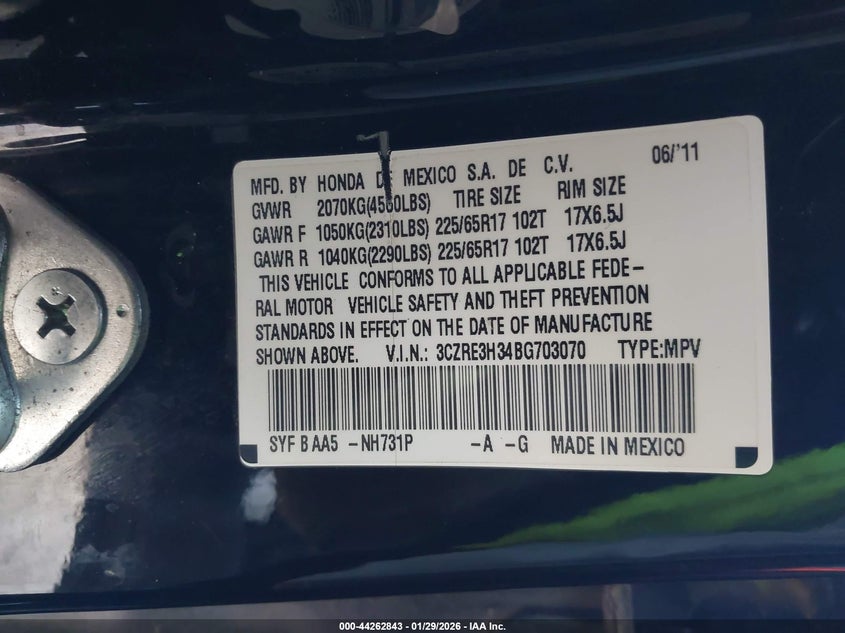 MFD. BY HONDA DE MEXICO S.A. DE C.V. 06/'11
GVWR 2070KG(4560LBS) TIRE SIZE RIM SIZE
GAWR F 1050KG(2310LBS) 225/65R17 102T 17X6.5J
GAWR R 1040KG(2290LBS) 225/65R17 102T 17X6.5J
THIS VEHICLE CONFORMS TO ALL APPLICABLE FEDE-
RAL MOTOR VEHICLE SAFETY AND THEFT PREVENTION
STANDARDS IN EFFECT ON THE DATE OF MANUFACTURE
SHOWN ABOVE. V.I.N.: 3CZRE3H34BG703070 TYPE:MPV
SYF B AA5 -NH731P -A -G MADE IN MEXICO
000-44262843 - 01/29/2026 - IAA Inc.